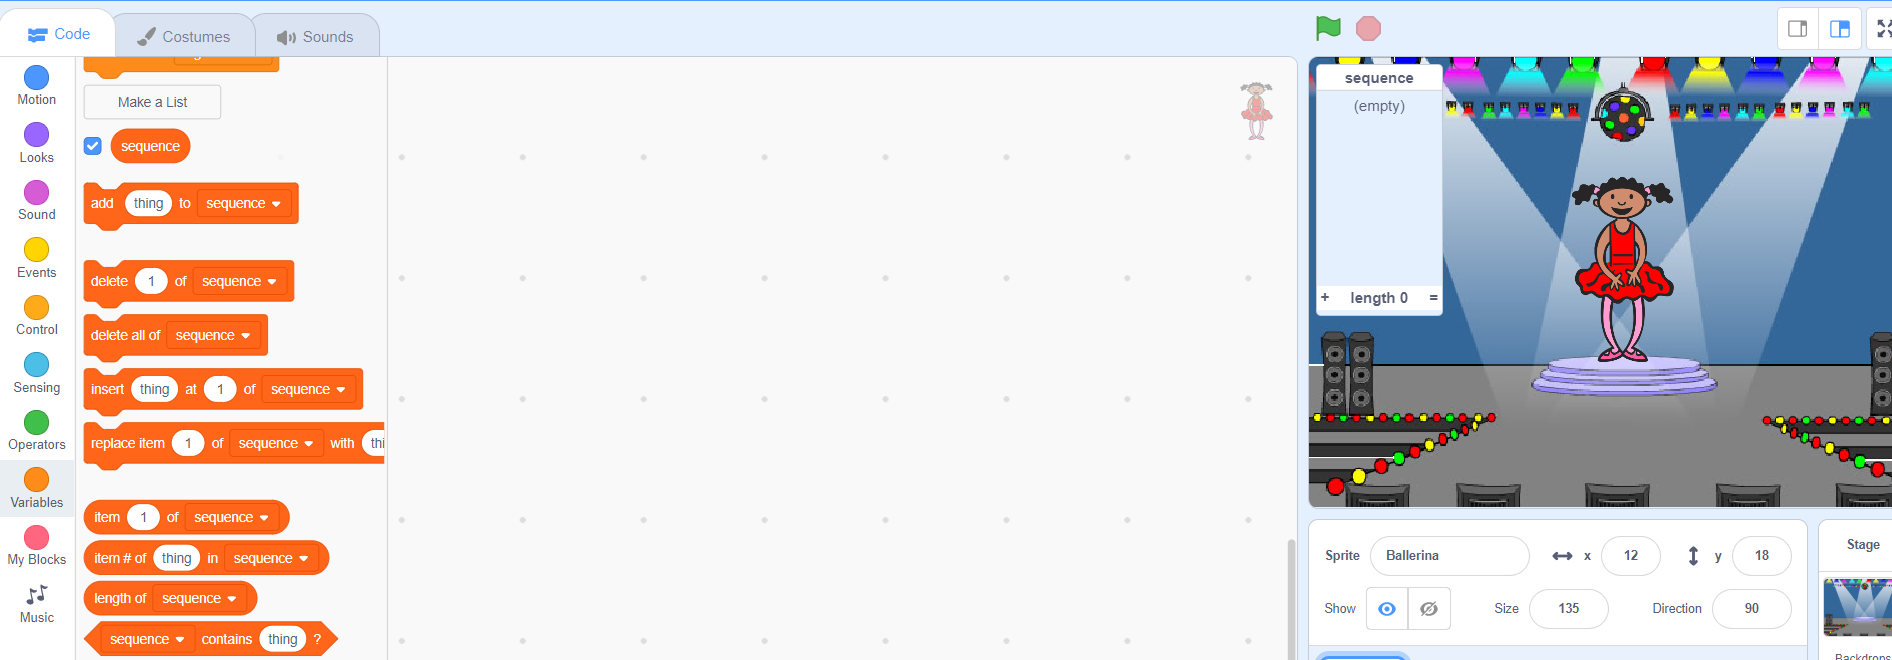 Code
Costumes
Sounds
Motion
Looks
Sound
Events
Control
Sensing
Operators
Variables
My Blocks
Music
Make a List
sequence
add thing to sequence
delete 1 of sequence
delete all of sequence
insert thing at 1 of sequence
replace item 1 of sequence with thi
item 1 of sequence
item # of thing in sequence
length of sequence
sequence contains thing ?
sequence
(empty)
+ length 0 =
Sprite Ballerina x 12 y 18
Show Size 135 Direction 90
Stage
Backdrops